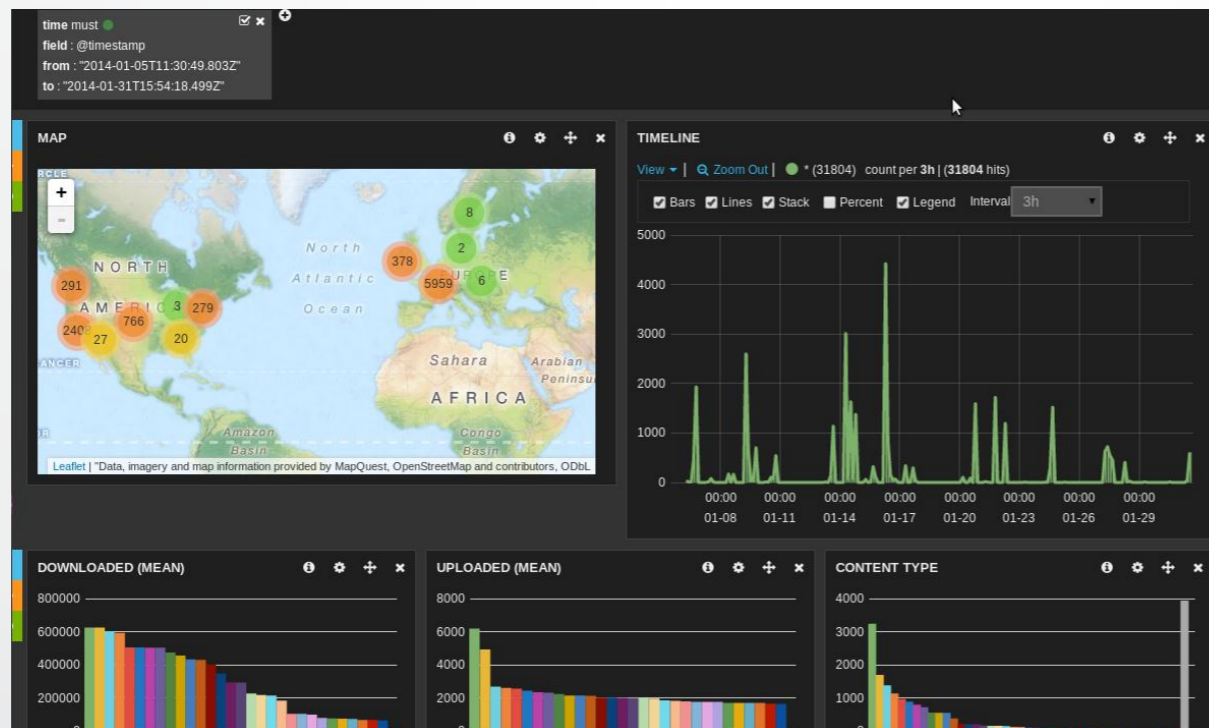 time must
field : @timestamp
from : "2014-01-05T11:30:49.803Z"
to : "2014-01-31T15:54:18.499Z"
MAP
TIMELINE
View | Zoom Out | * (31804) count per 3h | (31804 hits)
Bars Lines Stack Percent Legend Interval 3h
+
-
8
2
North
378
5959
6
NORTH
Atlantic
291
Ocean
3
279
766
27
20
Sahara
Arabian
Peninsu
AFRICA
Amazon
Basin
Congo
Basin
Leaflet | "Data, imagery and map information provided by MapQuest, OpenStreetMap and contributors, ODbL
5000
4000
3000
2000
1000
0
00:00 00:00 00:00 00:00 00:00 00:00 00:00 00:00
01-08 01-11 01-14 01-17 01-20 01-23 01-26 01-29
DOWNLOADED (MEAN)
800000
600000
400000
200000
UPLOADED (MEAN)
8000
6000
4000
2000
CONTENT TYPE
4000
3000
2000
1000